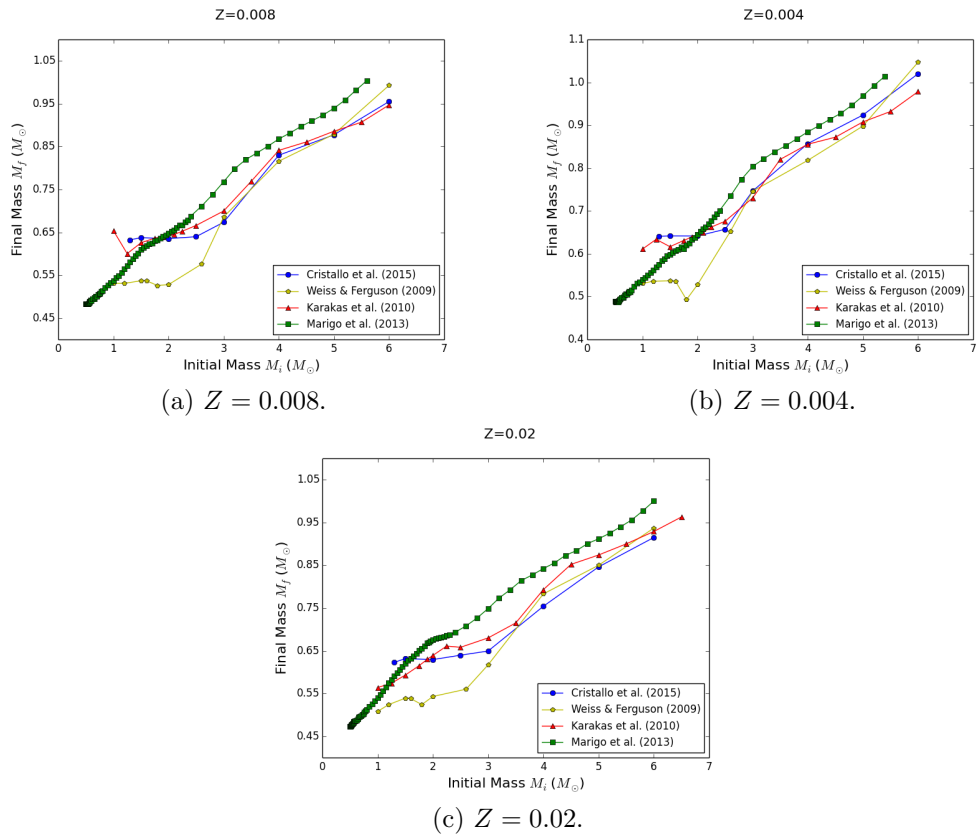 Z=0.008
1.05
0.95
0.85
0.75
0.65
0.55
0.45
Final Mass $M_f$ ($M_\odot$)
Cristallo et al. (2015)
Weiss & Ferguson (2009)
Karakas et al. (2010)
Marigo et al. (2013)
0 1 2 3 4 5 6 7
Initial Mass $M_i$ ($M_\odot$)
(a) Z = 0.008.
Z=0.004
1.1
1.0
0.9
0.8
0.7
0.6
0.5
0.4
Final Mass $M_f$ ($M_\odot$)
Cristallo et al. (2015)
Weiss & Ferguson (2009)
Karakas et al. (2010)
Marigo et al. (2013)
0 1 2 3 4 5 6 7
Initial Mass $M_i$ ($M_\odot$)
(b) Z = 0.004.
Z=0.02
1.05
0.95
0.85
0.75
0.65
0.55
0.45
Final Mass $M_f$ ($M_\odot$)
Cristallo et al. (2015)
Weiss & Ferguson (2009)
Karakas et al. (2010)
Marigo et al. (2013)
0 1 2 3 4 5 6 7
Initial Mass $M_i$ ($M_\odot$)
(c) Z = 0.02.